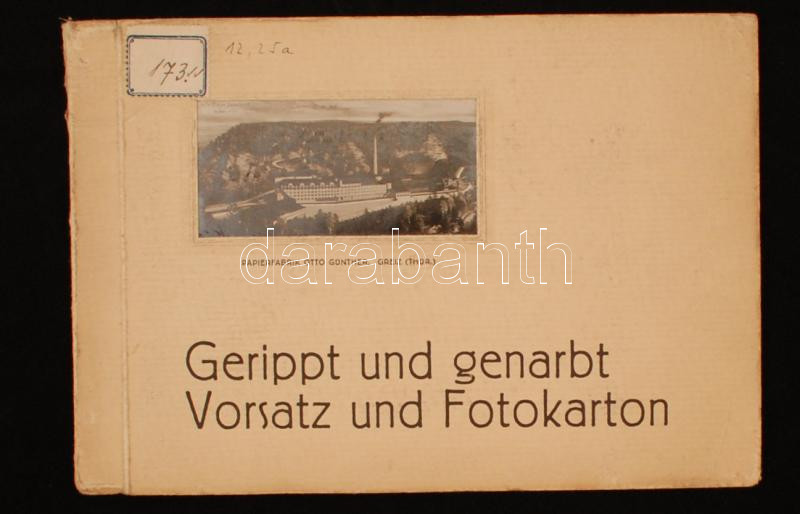 12,25a
173.
PAPIERFABRIK OTTO GÜNTHER. GREIZ (THÜR.)
darabanth
Gerippt und genarbt
Vorsatz und Fotokarton